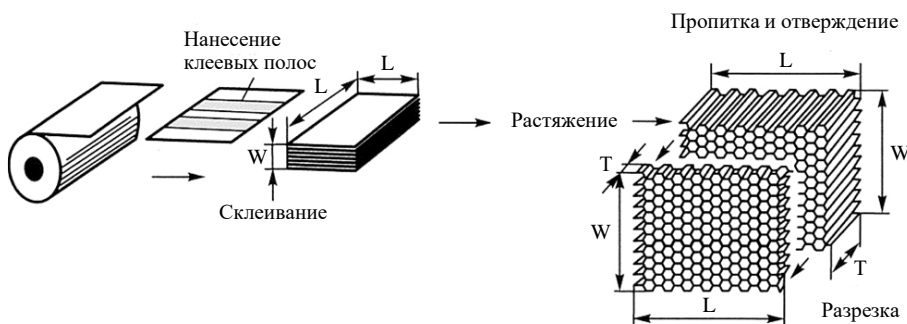 Пропитка и отверждение
Нанесение
клеевых полос
L
L
L
W
Растяжение
W
T
Склеивание
W
T
L
Разрезка